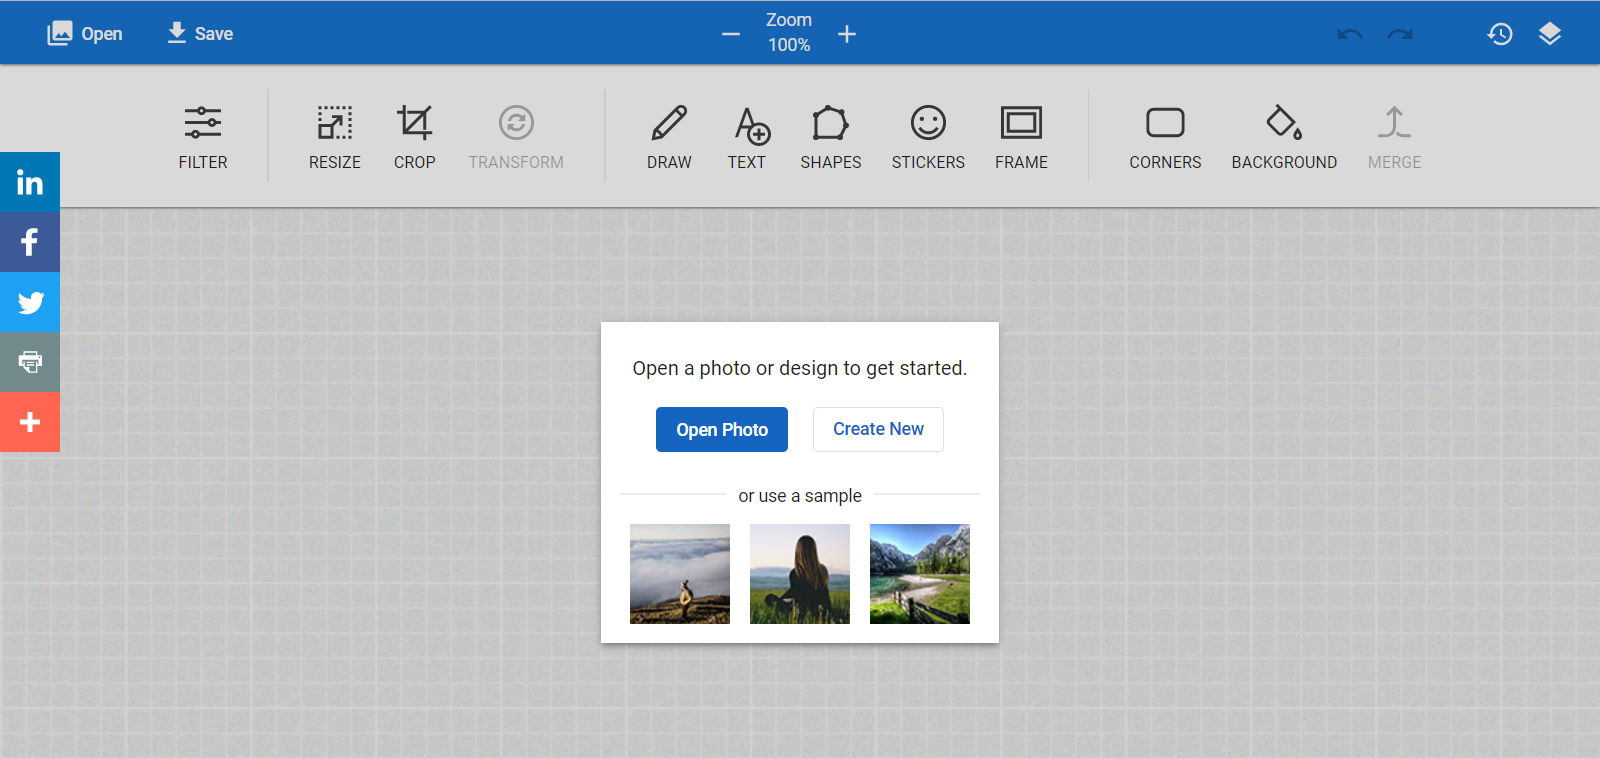 Open
Save
Zoom
100%
FILTER
RESIZE
CROP
TRANSFORM
DRAW
TEXT
SHAPES
STICKERS
FRAME
CORNERS
BACKGROUND
MERGE
Open a photo or design to get started.
Open Photo
Create New
or use a sample